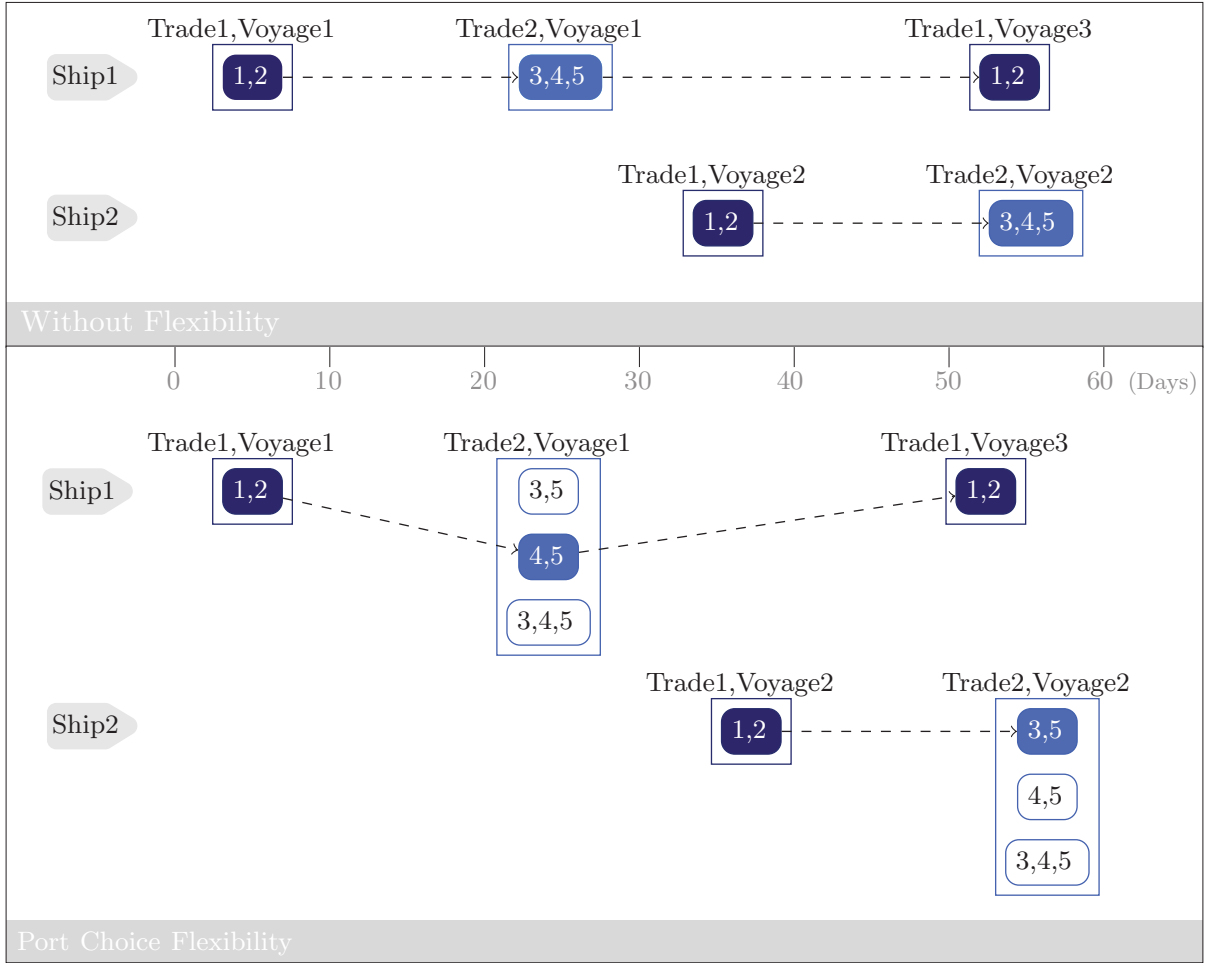 Trade1,Voyage1 Trade2,Voyage1 Trade1,Voyage3
Ship1 1,2 3,4,5 1,2
Trade1,Voyage2 Trade2,Voyage2
Ship2 1,2 3,4,5
Without Flexibility
0 10 20 30 40 50 60 (Days)
Trade1,Voyage1 Trade2,Voyage1 Trade1,Voyage3
Ship1 1,2 3,5 1,2
4,5
3,4,5
Trade1,Voyage2 Trade2,Voyage2
Ship2 1,2 3,5
4,5
3,4,5
Port Choice Flexibility